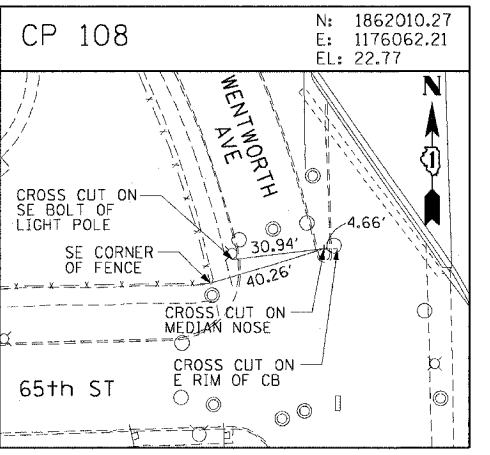 CP 108
N: 1862010.27
E: 1176062.21
EL: 22.77
N
WENTWORTH
AVE
1
CROSS CUT ON
SE BOLT OF
LIGHT POLE
4.66'
30.94'
SE CORNER
OF FENCE
40.26'
CROSS CUT ON
MEDIAN NOSE
CROSS CUT ON
E RIM OF CB
65th ST